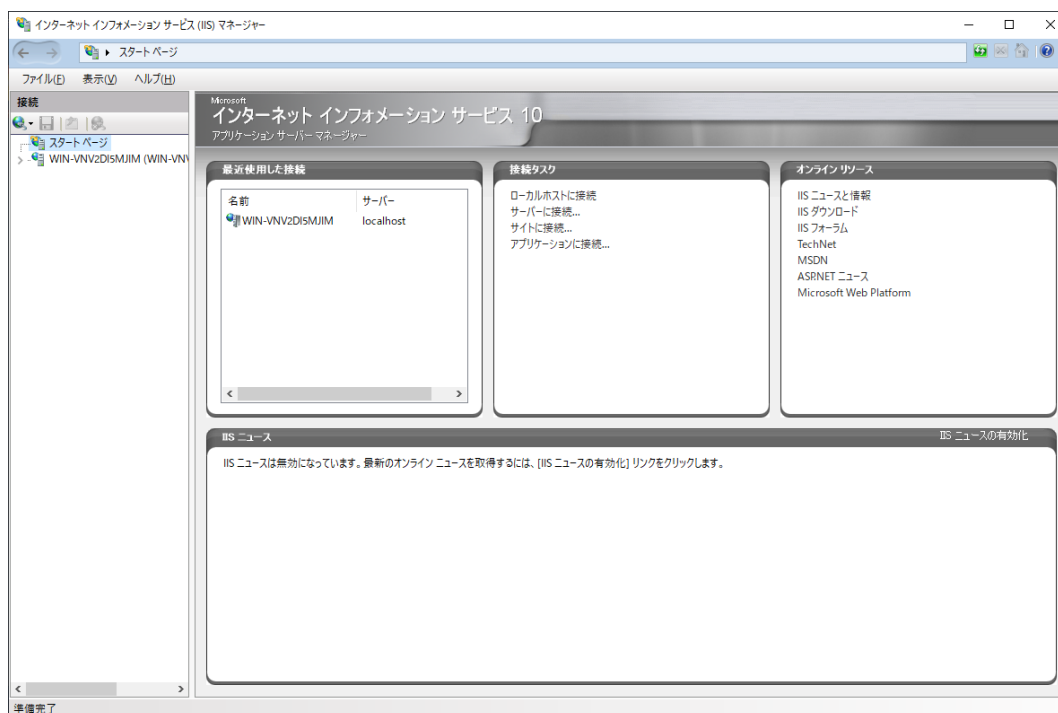 インターネット インフォメーション サービス (IIS) マネージャー
スタート ページ
ファイル(F) 表示(V) ヘルプ(H)
接続
スタート ページ
WIN-VNV2DI5MJIM (WIN-VNV
Microsoft
インターネット インフォメーション サービス 10
アプリケーション サーバー マネージャー
最近使用した接続
名前 サーバー
WIN-VNV2DI5MJIM localhost
接続タスク
ローカルホストに接続
サーバーに接続...
サイトに接続...
アプリケーションに接続...
オンライン リソース
IIS ニュースと情報
IIS ダウンロード
IIS フォーラム
TechNet
MSDN
ASP.NET ニュース
Microsoft Web Platform
IIS ニュース IIS ニュースの有効化
IIS ニュースは無効になっています。最新のオンライン ニュースを取得するには、[IIS ニュースの有効化] リンクをクリックします。
準備完了